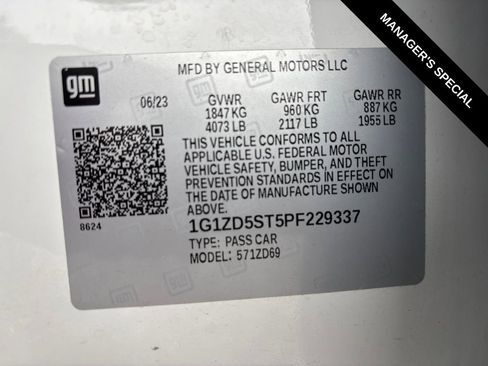 MANAGER'S SPECIAL
gm
MFD BY GENERAL MOTORS LLC
06/23 GVWR GAWR FRT GAWR RR
1847 KG 960 KG 887 KG
4073 LB 2117 LB 1955 LB
THIS VEHICLE CONFORMS TO ALL
APPLICABLE U.S. FEDERAL MOTOR
VEHICLE SAFETY, BUMPER, AND THEFT
PREVENTION STANDARDS IN EFFECT ON
THE DATE OF MANUFACTURE SHOWN
ABOVE.
8624
1G1ZD5ST5PF229337
TYPE: PASS CAR
MODEL: 571ZD69